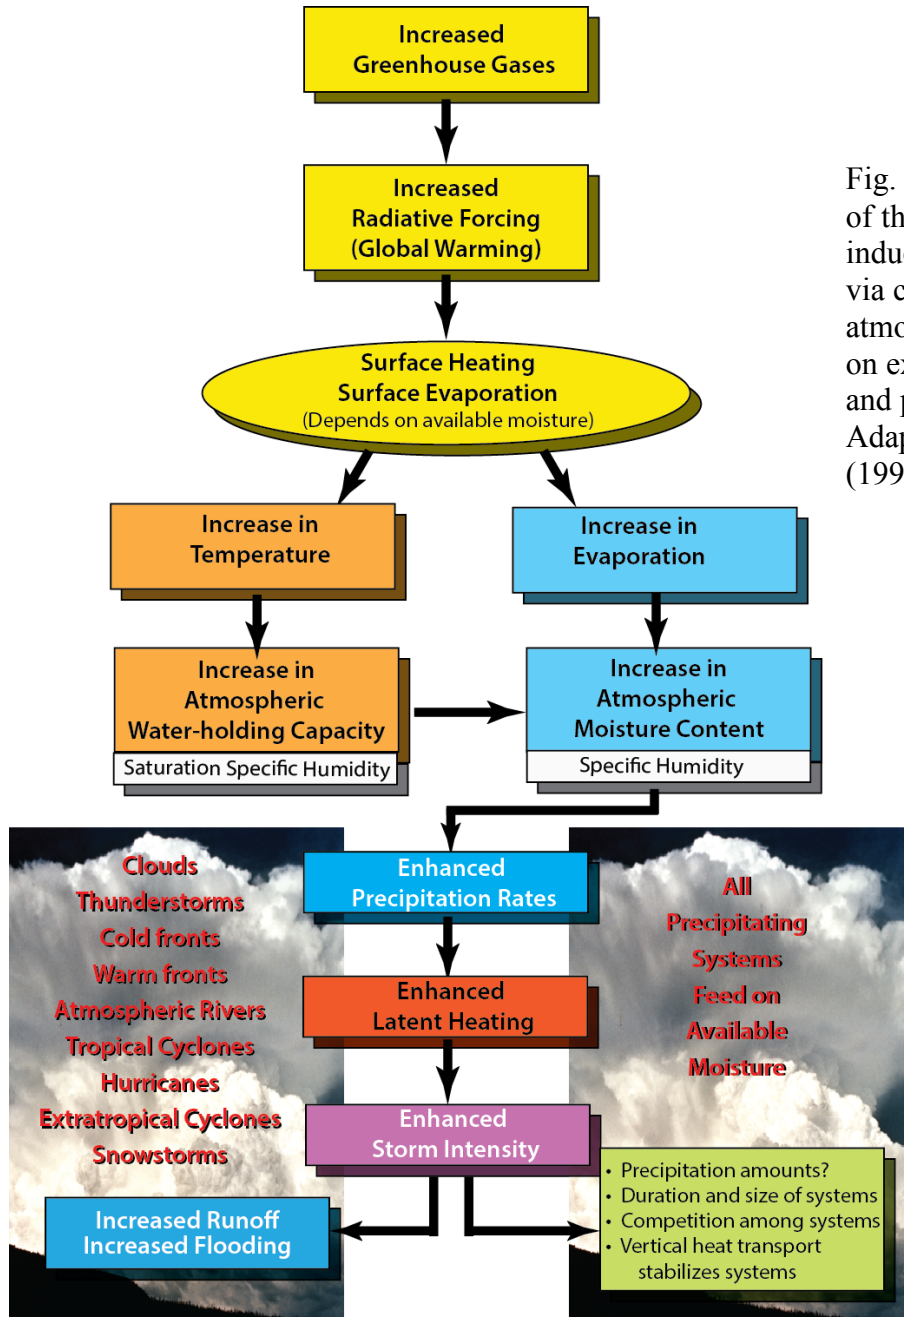 Increased
Greenhouse Gases
Increased
Radiative Forcing
(Global Warming)
Fig.
of th
induc
via c
atmo
on ex
and p
Adap
(199
Surface Heating
Surface Evaporation
(Depends on available moisture)
Increase in
Temperature
Increase in
Evaporation
Increase in
Atmospheric
Water-holding Capacity
Saturation Specific Humidity
Increase in
Atmospheric
Moisture Content
Specific Humidity
Clouds
Thunderstorms
Cold fronts
Warm fronts
Atmospheric Rivers
Tropical Cyclones
Hurricanes
Extratropical Cyclones
Snowstorms
Enhanced
Precipitation Rates
Enhanced
Latent Heating
Enhanced
Storm Intensity
All
Precipitating
Systems
Feed on
Available
Moisture
Increased Runoff
Increased Flooding
• Precipitation amounts?
• Duration and size of systems
• Competition among systems
• Vertical heat transport
stabilizes systems